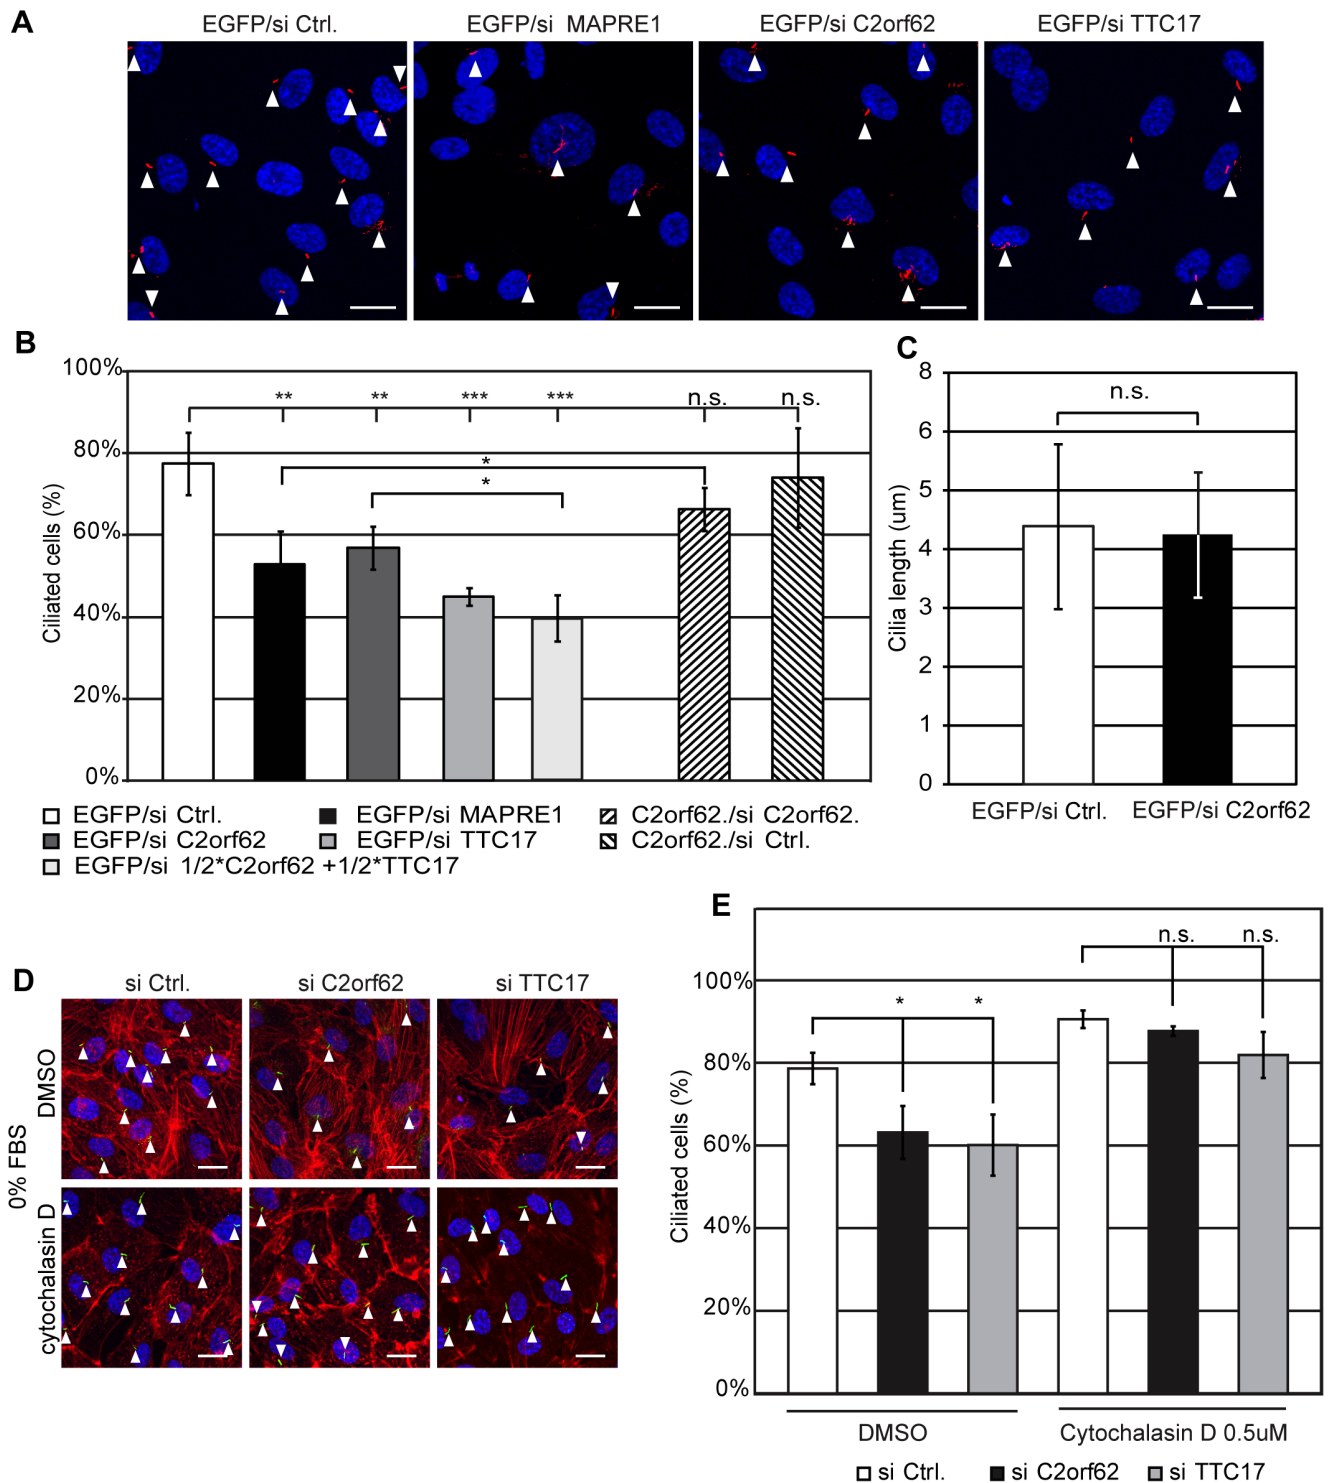 A
EGFP/si Ctrl.
EGFP/si MAPRE1
EGFP/si C2orf62
EGFP/si TTC17
B
100%
80%
60%
40%
20%
0%
Ciliated cells (%)
**
**
***
***
n.s.
n.s.
*
*
EGFP/si Ctrl.
EGFP/si MAPRE1
C2orf62./si C2orf62.
EGFP/si C2orf62
EGFP/si TTC17
C2orf62./si Ctrl.
EGFP/si 1/2*C2orf62 +1/2*TTC17
C
8
6
5
4
3
2
1
0
Cilia length (um)
n.s.
EGFP/si Ctrl.
EGFP/si C2orf62
D
si Ctrl.
si C2orf62
si TTC17
0% FBS
DMSO
cytochalasin D
E
100%
80%
60%
40%
20%
0%
Ciliated cells (%)
*
*
n.s.
n.s.
DMSO
Cytochalasin D 0.5uM
si Ctrl.
si C2orf62
si TTC17